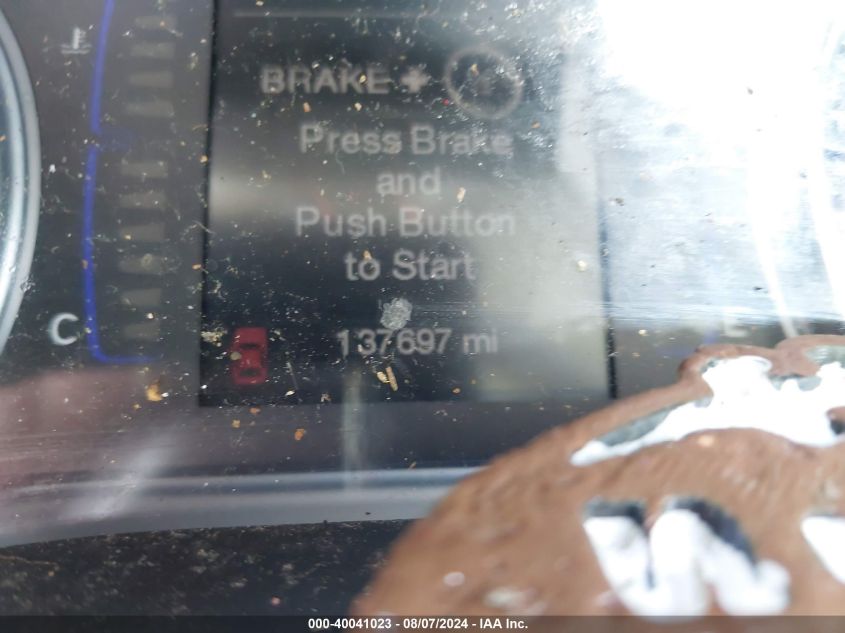 BRAKE +
Press Brake
and
Push Button
to Start
C
137697 mi
000-40041023 - 08/07/2024 - IAA Inc.